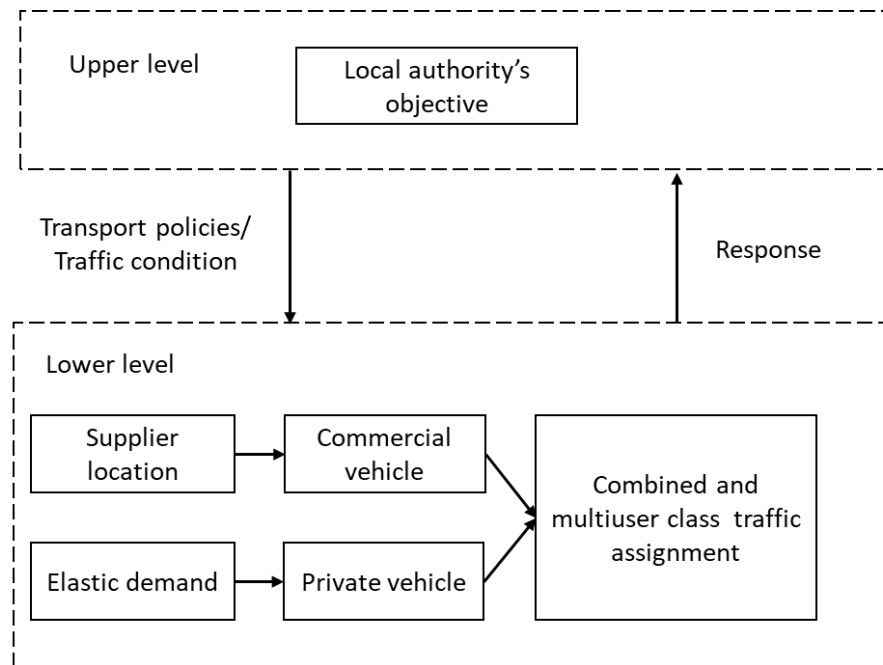 Upper level
Local authority's
objective
Transport policies/
Traffic condition
Response
Lower level
Supplier
location
Commercial
vehicle
Combined and
multiuser class traffic
assignment
Elastic demand
Private vehicle